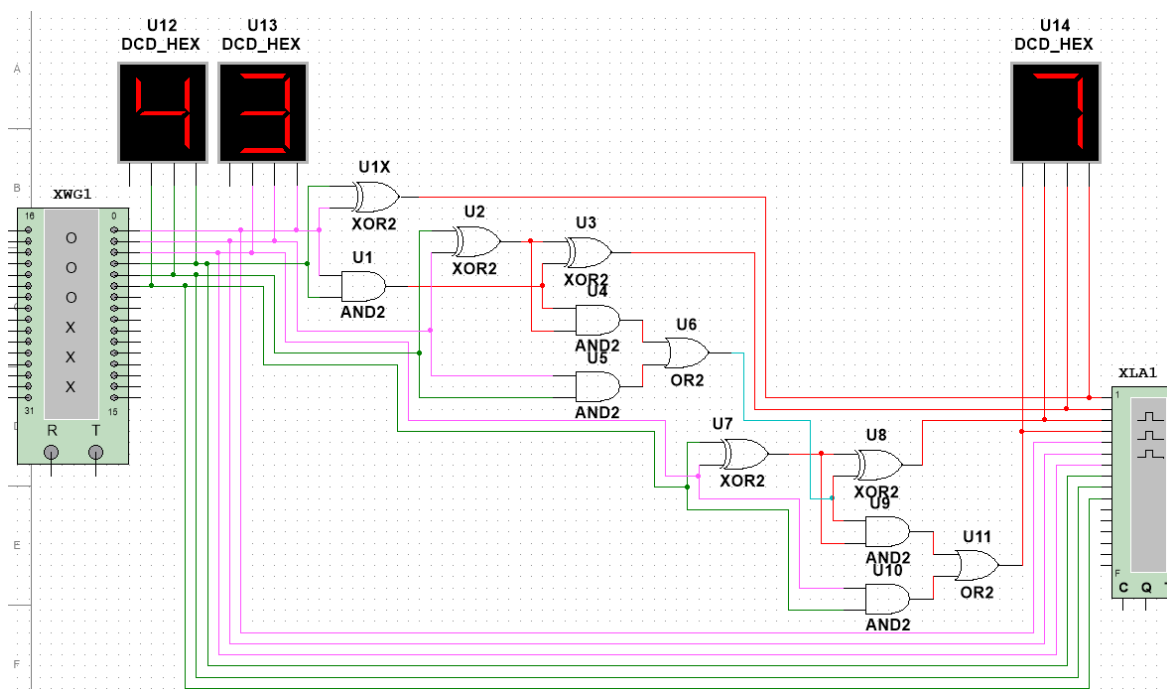 U12
DCD_HEX
U13
DCD_HEX
U14
DCD_HEX
A
4
3
7
B
U1X
XOR2
XWG1
16
0
O
O
O
X
X
X
31
15
R
T
U2
XOR2
U3
XOR2
U1
AND2
U4
AND2
U5
AND2
U6
OR2
XLA1
1
U7
XOR2
U8
XOR2
U9
AND2
U10
AND2
U11
OR2
E
F
C
Q
F